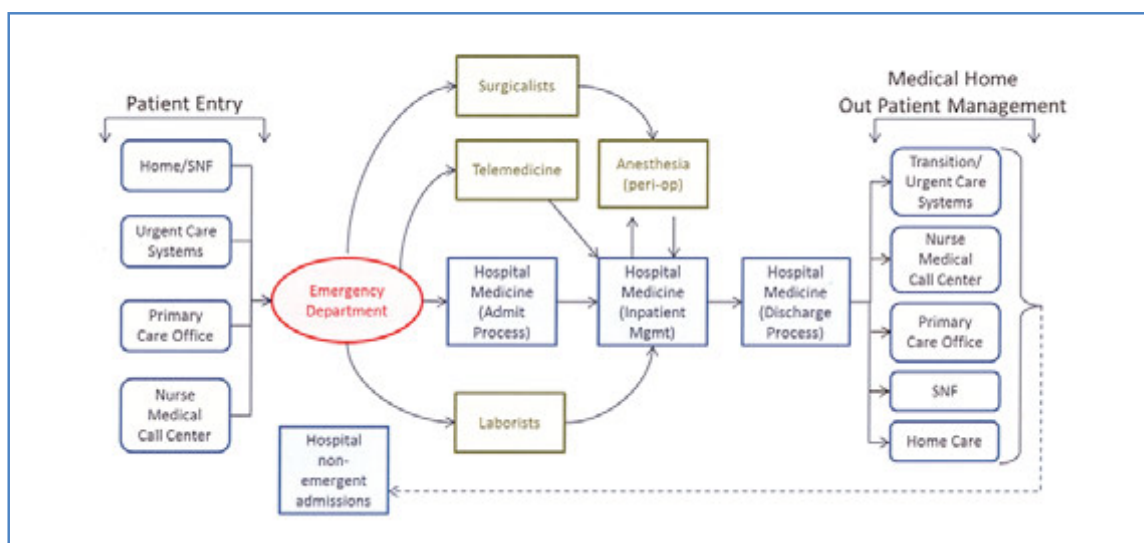 Patient Entry
Home/SNF
Urgent Care
Systems
Primary
Care Office
Nurse
Medical
Call Center
Emergency
Department
Surgicalists
Telemedicine
Anesthesia
(peri-op)
Hospital
Medicine
(Admit
Process)
Hospital
Medicine
(Inpatient
Mgmt)
Hospital
Medicine
(Discharge
Process)
Laborists
Hospital
non-
emergent
admissions
Medical Home
Out Patient Management
Transition/
Urgent Care
Systems
Nurse
Medical
Call Center
Primary
Care Office
SNF
Home Care